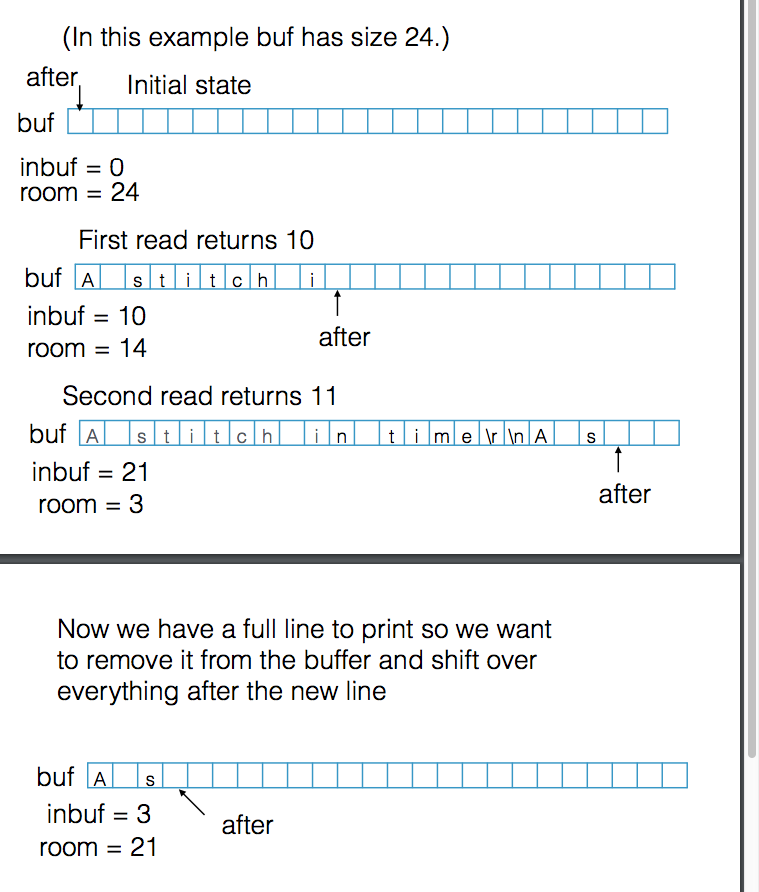 (In this example buf has size 24.)
after
Initial state
buf
inbuf = 0
room = 24
First read returns 10
buf A s t i t c h i
inbuf = 10
after
room = 14
Second read returns 11
buf A s t i t c h i n t i m e \r \n A s
inbuf = 21
after
room = 3
Now we have a full line to print so we want
to remove it from the buffer and shift over
everything after the new line
buf A s
inbuf = 3
after
room = 21